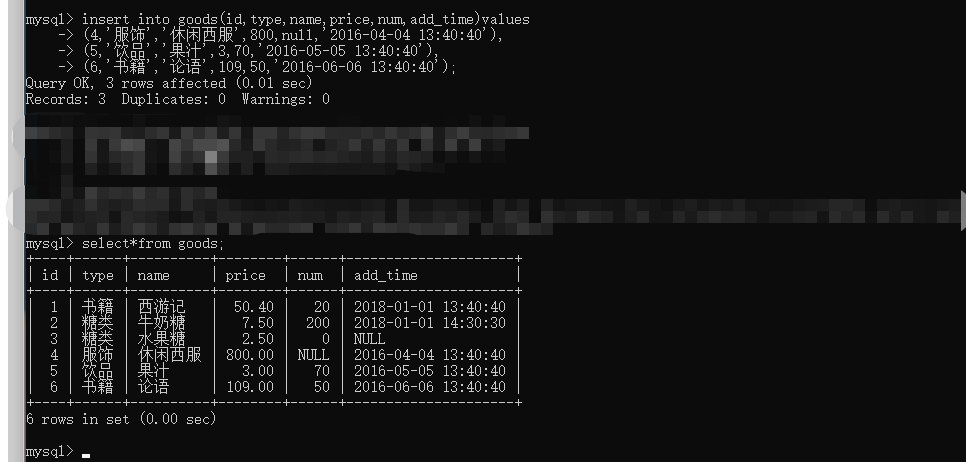 mysql> insert into goods(id,type,name,price,num,add_time)values
    -> (4,'服饰','休闲西服',800,null,'2016-04-04 13:40:40'),
    -> (5,'饮品','果汁',3,70,'2016-05-05 13:40:40'),
    -> (6,'书籍','论语',109,50,'2016-06-06 13:40:40');
Query OK, 3 rows affected (0.01 sec)
Records: 3  Duplicates: 0  Warnings: 0
mysql> select*from goods;
+----+------+----------+--------+------+---------------------+
| id | type | name     | price  | num  | add_time            |
+----+------+----------+--------+------+---------------------+
|  1 | 书籍 | 西游记   |  50.40 |   20 | 2018-01-01 13:40:40 |
|  2 | 糖类 | 牛奶糖   |   7.50 |  200 | 2018-01-01 14:30:30 |
|  3 | 糖类 | 水果糖   |   2.50 |    0 | NULL                |
|  4 | 服饰 | 休闲西服 | 800.00 | NULL | 2016-04-04 13:40:40 |
|  5 | 饮品 | 果汁     |   3.00 |   70 | 2016-05-05 13:40:40 |
|  6 | 书籍 | 论语     | 109.00 |   50 | 2016-06-06 13:40:40 |
+----+------+----------+--------+------+---------------------+
6 rows in set (0.00 sec)
mysql>